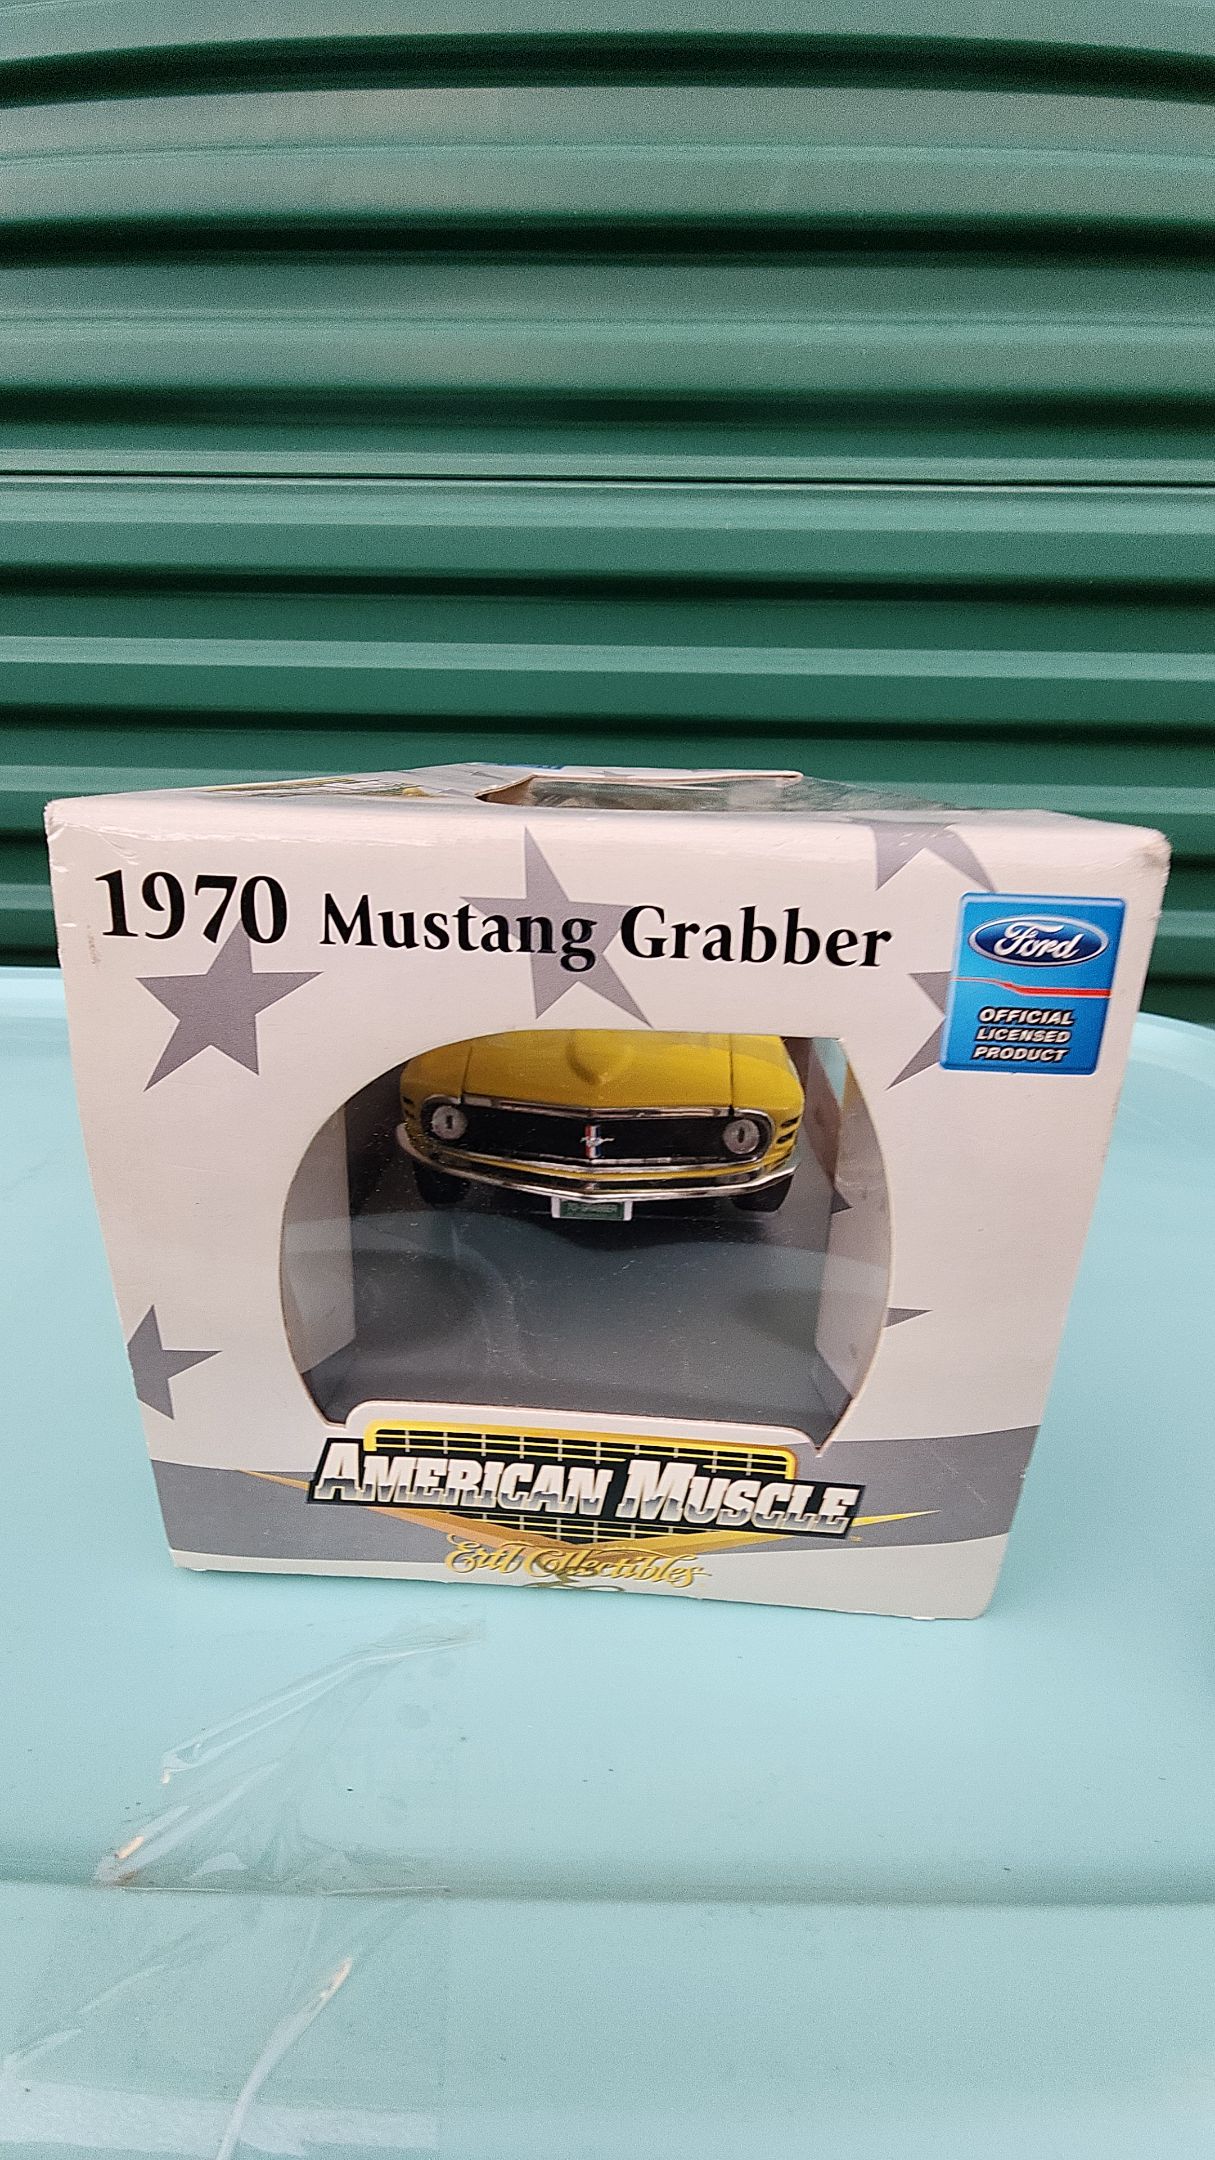 1970 Mustang Grabber
Ford
OFFICIAL
LICENSED
PRODUCT
AMERICAN MUSCLE
Ertl Collectibles